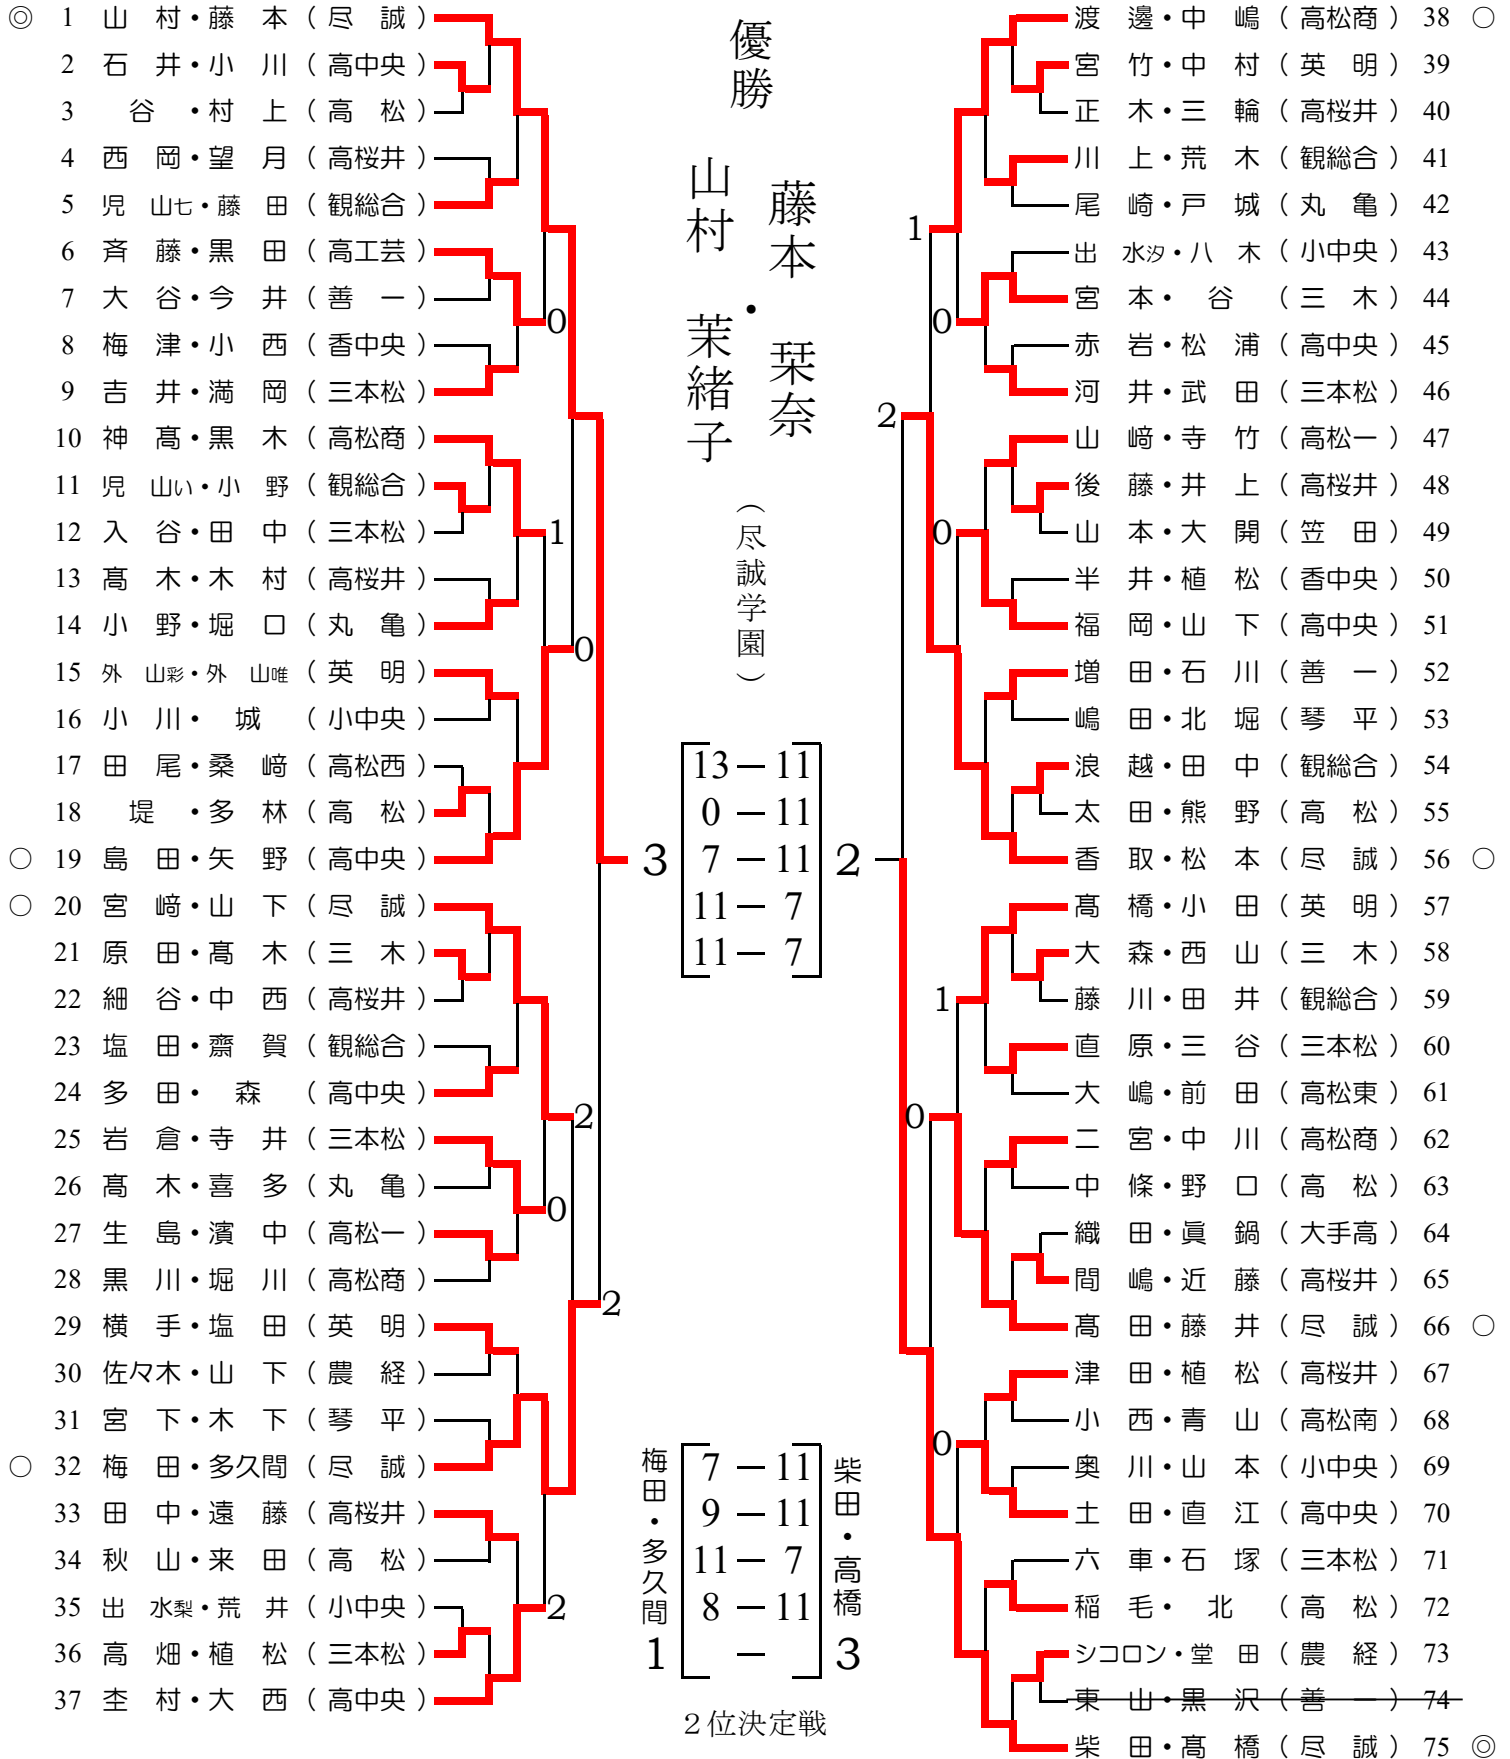 ◎ 1 山村・藤本（尽誠）
2 石井・小川（高中央）
3 谷・村上（高松）
4 西岡・望月（高桜井）
5 児山七・藤田（観総合）
6 斉藤・黒田（高工芸）
7 大谷・今井（善一）
8 梅津・小西（香中央）
9 吉井・満岡（三本松）
10 神髙・黒木（高松商）
11 児山い・小野（観総合）
12 入谷・田中（三本松）
13 髙木・木村（高桜井）
14 小野・堀口（丸亀）
15 外山彩・外山唯（英明）
16 小川・城（小中央）
17 田尾・桑﨑（高松西）
18 堤・多林（高松）
○ 19 島田・矢野（高中央）
○ 20 宮﨑・山下（尽誠）
21 原田・髙木（三木）
22 細谷・中西（高桜井）
23 塩田・齋賀（観総合）
24 多田・森（高中央）
25 岩倉・寺井（三本松）
26 髙木・喜多（丸亀）
27 生島・濱中（高松一）
28 黒川・堀川（高松商）
29 横手・塩田（英明）
30 佐々木・山下（農経）
31 宮下・木下（琴平）
○ 32 梅田・多久間（尽誠）
33 田中・遠藤（高桜井）
34 秋山・来田（高松）
35 出水梨・荒井（小中央）
36 高畑・植松（三本松）
37 杢村・大西（高中央）
0
1
0
2
0
2
2
優勝
藤本・栞奈
山村 茉緒子
（尽誠学園）
3
13 — 11
0 — 11
7 — 11
11 — 7
11 — 7
2
梅田・多久間
1
7 — 11
9 — 11
11 — 7
8 — 11
—
柴田・高橋
3
２位決定戦
1
0
2
0
1
0
0
渡邊・中嶋（高松商） 38 ○
宮竹・中村（英明） 39
正木・三輪（高桜井） 40
川上・荒木（観総合） 41
尾崎・戸城（丸亀） 42
出水汐・八木（小中央） 43
宮本・谷（三木） 44
赤岩・松浦（高中央） 45
河井・武田（三本松） 46
山﨑・寺竹（高松一） 47
後藤・井上（高桜井） 48
山本・大開（笠田） 49
半井・植松（香中央） 50
福岡・山下（高中央） 51
増田・石川（善一） 52
嶋田・北堀（琴平） 53
浪越・田中（観総合） 54
太田・熊野（高松） 55
香取・松本（尽誠） 56 ○
髙橋・小田（英明） 57
大森・西山（三木） 58
藤川・田井（観総合） 59
直原・三谷（三本松） 60
大嶋・前田（高松東） 61
二宮・中川（高松商） 62
中條・野口（高松） 63
織田・眞鍋（大手高） 64
間嶋・近藤（高桜井） 65
髙田・藤井（尽誠） 66 ○
津田・植松（高桜井） 67
小西・青山（高松南） 68
奥川・山本（小中央） 69
土田・直江（高中央） 70
六車・石塚（三本松） 71
稲毛・北（高松） 72
シコロン・堂田（農経） 73
東山・黒沢（善一） 74
柴田・髙橋（尽誠） 75 ◎